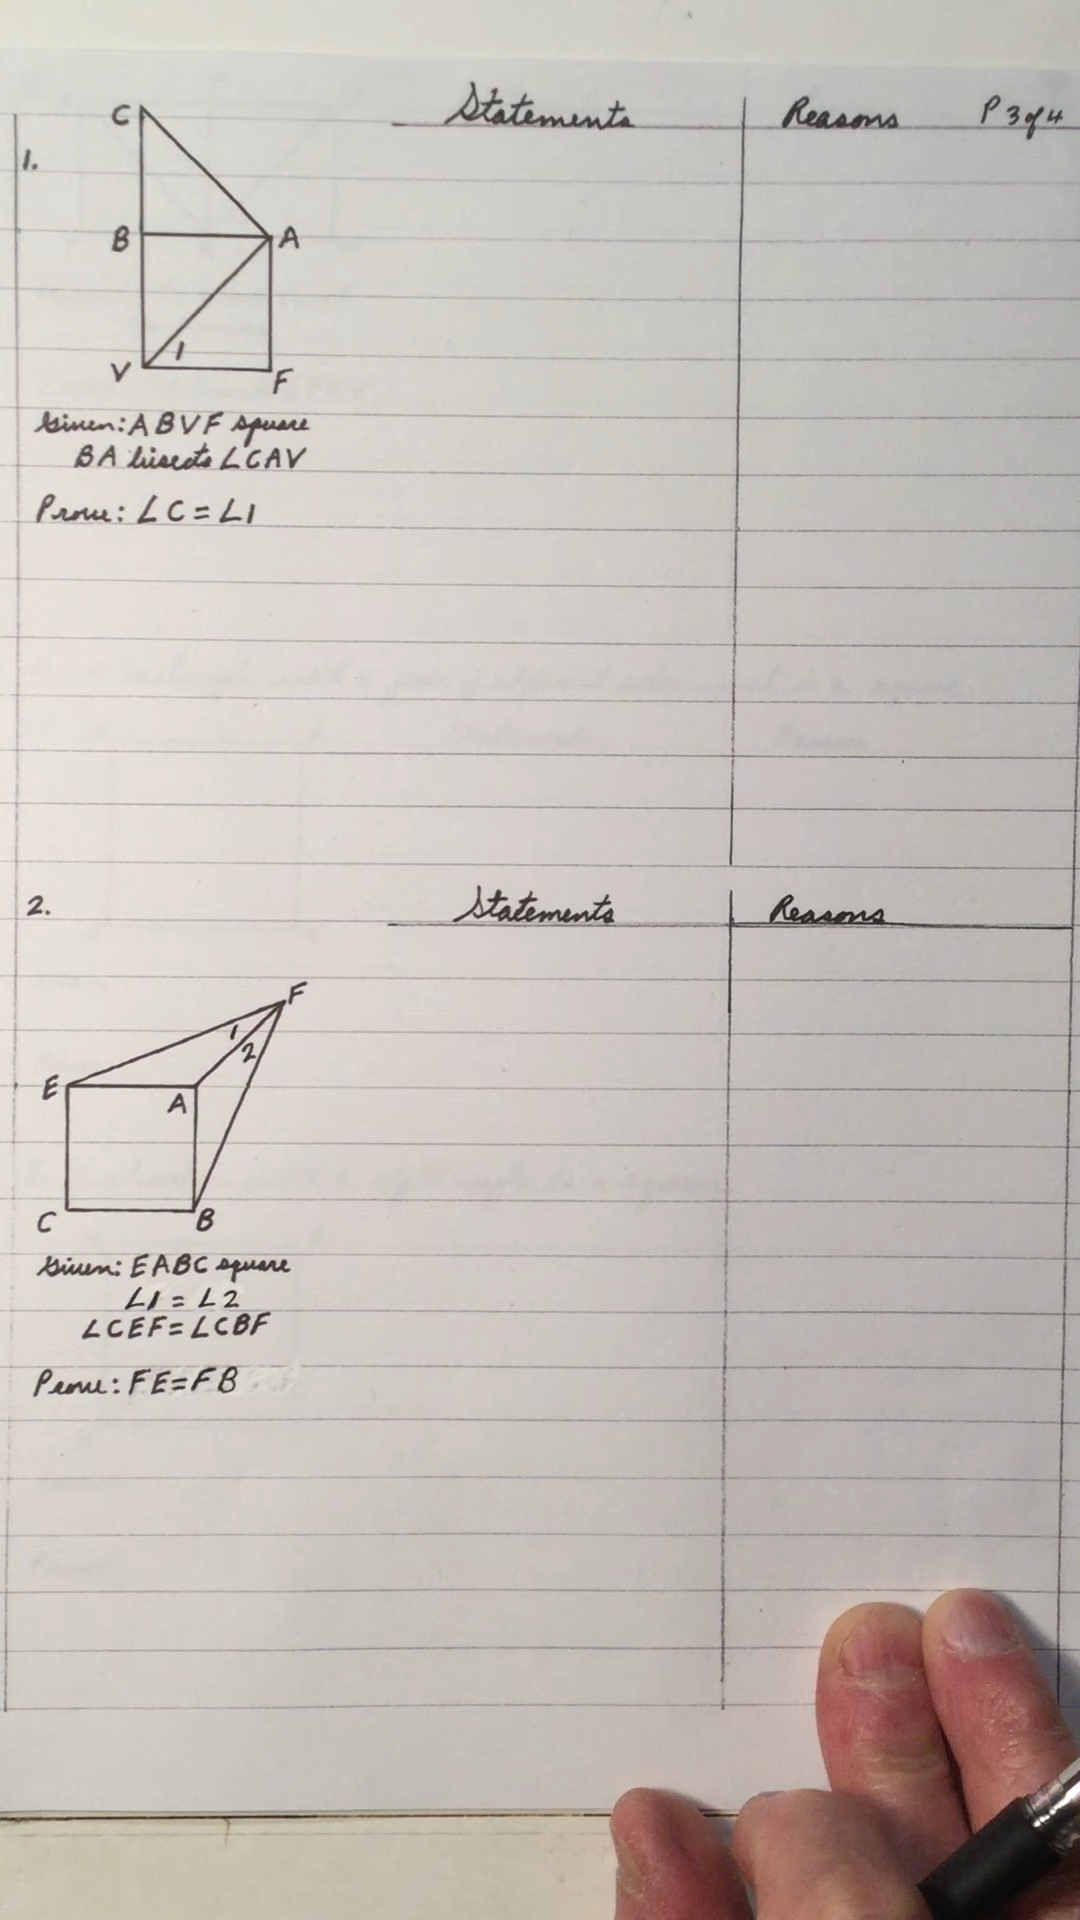 Statements Reasons P 3 of 4
1.
C
B A
1
V F
Given: ABVF square
BA bisects ∠CAV
Prove: ∠C = ∠1
2.
Statements Reasons
F
1
2
E
A
C B
Given: EABC square
∠1 = ∠2
∠CEF = ∠CBF
Prove: FE = FB